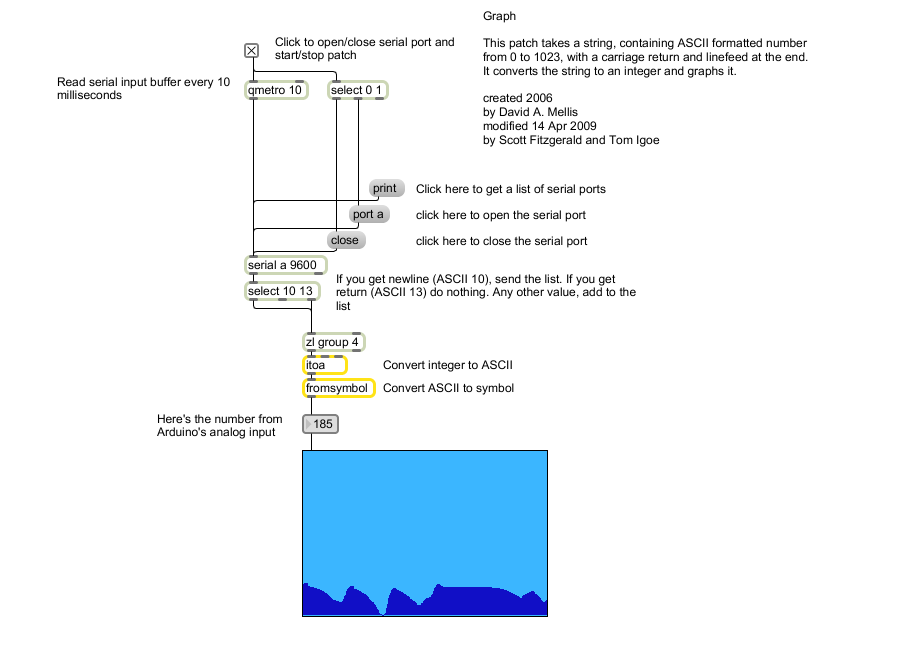 Graph
This patch takes a string, containing ASCII formatted number
from 0 to 1023, with a carriage return and linefeed at the end.
It converts the string to an integer and graphs it.
created 2006
by David A. Mellis
modified 14 Apr 2009
by Scott Fitzgerald and Tom Igoe
Click to open/close serial port and
start/stop patch
Read serial input buffer every 10
milliseconds
qmetro 10
select 0 1
print
Click here to get a list of serial ports
port a
click here to open the serial port
close
click here to close the serial port
serial a 9600
select 10 13
If you get newline (ASCII 10), send the list. If you get
return (ASCII 13) do nothing. Any other value, add to the
list
zl group 4
itoa
Convert integer to ASCII
fromsymbol
Convert ASCII to symbol
Here's the number from
Arduino's analog input
185